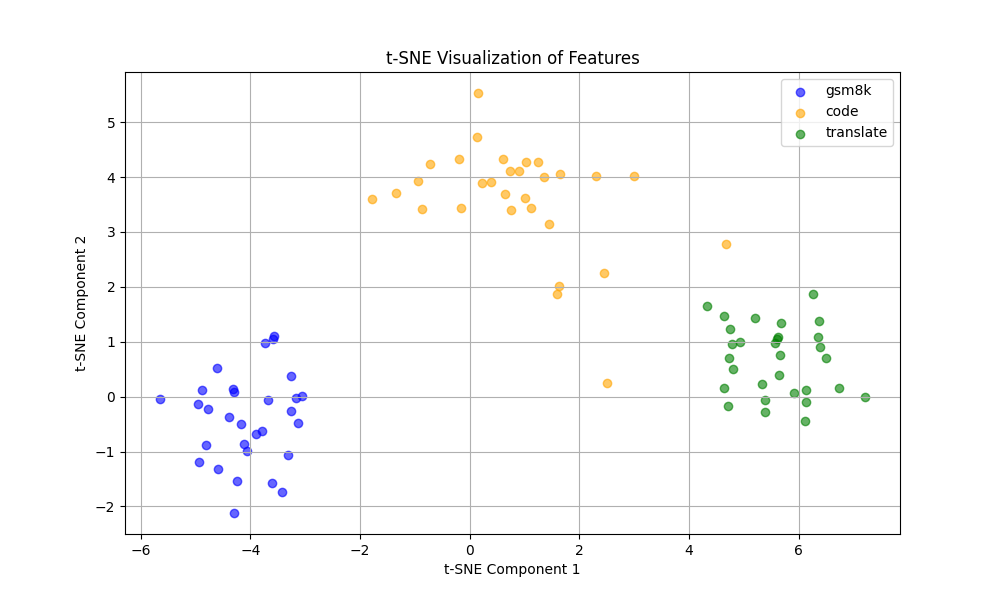 t-SNE Visualization of Features
gsm8k
code
translate
5
4
3
2
1
0
−1
−2
t-SNE Component 2
−6
−4
−2
0
2
4
6
t-SNE Component 1